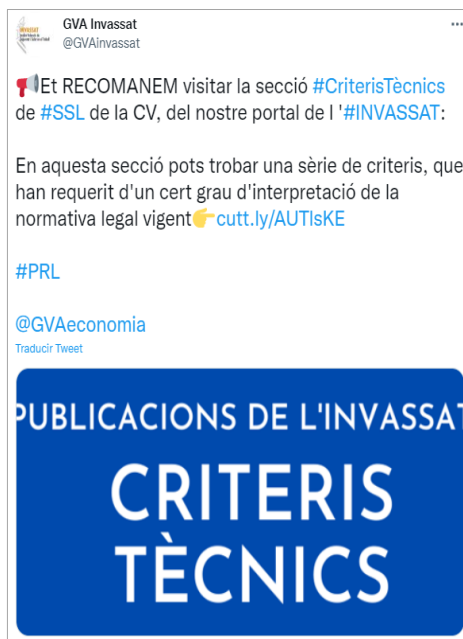 GVA Invassat
@GVAinvassat
📢Et RECOMANEM visitar la secció #CriterisTècnics
de #SSL de la CV, del nostre portal de l '#INVASSAT:
En aquesta secció pots trobar una sèrie de criteris, que
han requerit d'un cert grau d'interpretació de la
normativa legal vigent👉cutt.ly/AUTIsKE
#PRL
@GVAeconomia
Traducir Tweet
PUBLICACIONS DE L'INVASSAT
CRITERIS
TÈCNICS